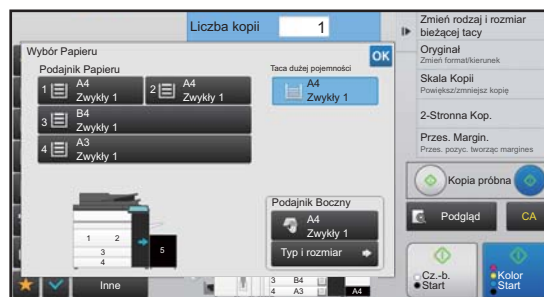 Liczba kopii 1
Wybór Papieru
OK
Podajnik Papieru
1 A4
Zwykły 1
2 A4
Zwykły 1
3 B4
Zwykły 1
4 A3
Zwykły 1
Taca dużej pojemności
A4
Zwykły 1
1 2
3
4
5
Podajnik Boczny
A4
Zwykły 1
Typ i rozmiar
Inne
3 B4
4 A3
A4
Zmień rodzaj i rozmiar
bieżącej tacy
Oryginał
Zmień format/kierunek
Skala Kopii
Powiększ/zmniejsz kopię
2-Stronna Kop.
Przes. Margin.
Przes. pozyc. tworząc margines
Kopia próbna
Podgląd
CA
Cz.-b.
Start
Kolor
Start